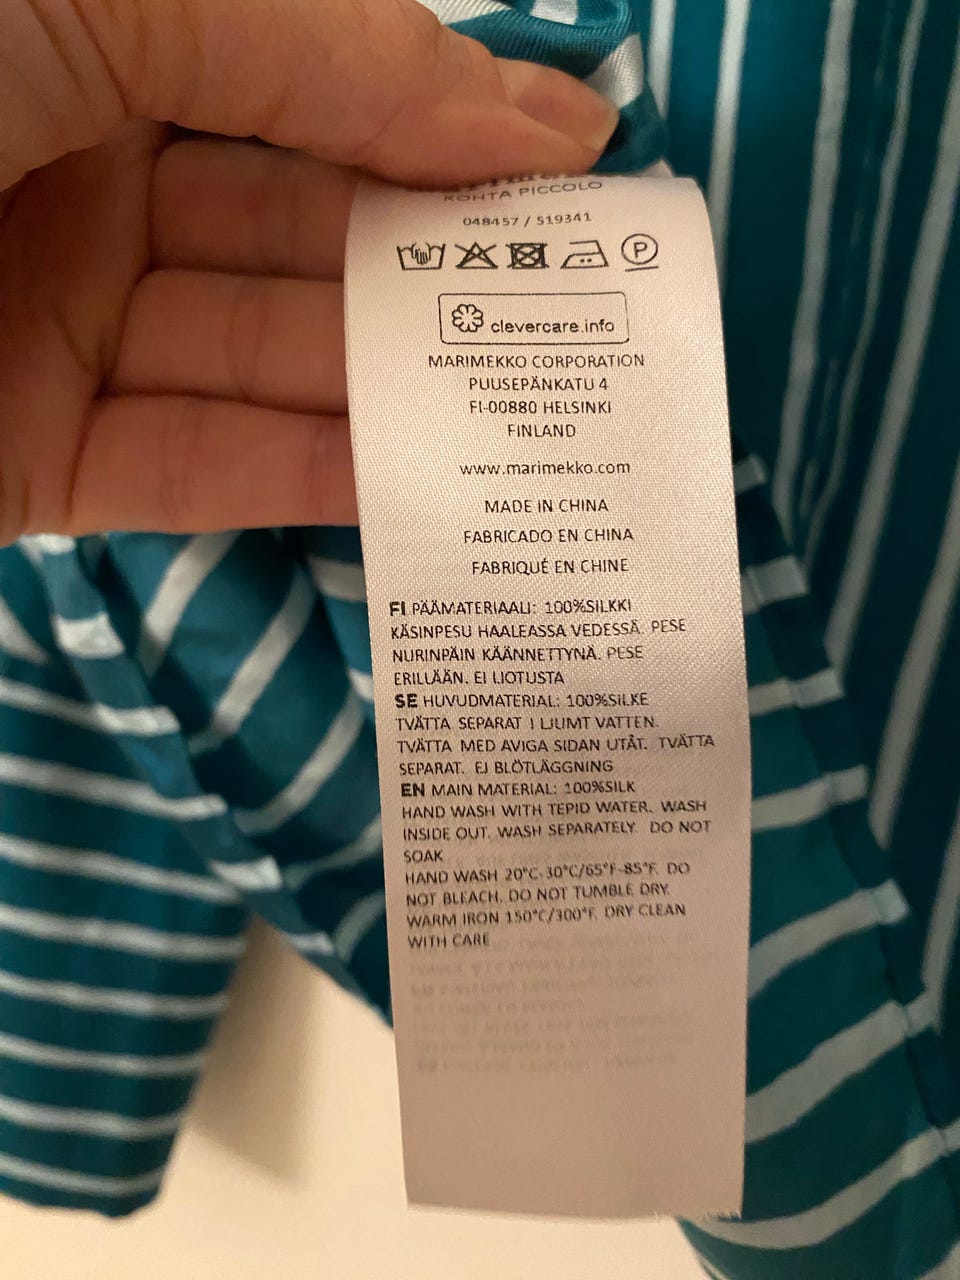 KOHTA PICCOLO
048457 / 519341
P
clevercare.info
MARIMEKKO CORPORATION
PUUSEPÄNKATU 4
FI-00880 HELSINKI
FINLAND
www.marimekko.com
MADE IN CHINA
FABRICADO EN CHINA
FABRIQUÉ EN CHINE
FI PÄÄMATERIAALI: 100%SILKKI
KÄSINPESU HAALEASSA VEDESSÄ. PESE
NURINPÄIN KÄÄNNETTYNÄ. PESE
ERILLÄÄN. EI LIOTUSTA
SE HUVUDMATERIAL: 100%SILKE
TVÄTTA SEPARAT I LJUMT VATTEN.
TVÄTTA MED AVIGA SIDAN UTÅT. TVÄTTA
SEPARAT. EJ BLÖTLÄGGNING
EN MAIN MATERIAL: 100%SILK
HAND WASH WITH TEPID WATER. WASH
INSIDE OUT. WASH SEPARATELY. DO NOT
SOAK
HAND WASH 20°C-30°C/65°F-85°F. DO
NOT BLEACH. DO NOT TUMBLE DRY.
WARM IRON 150°C/300°F. DRY CLEAN
WITH CARE